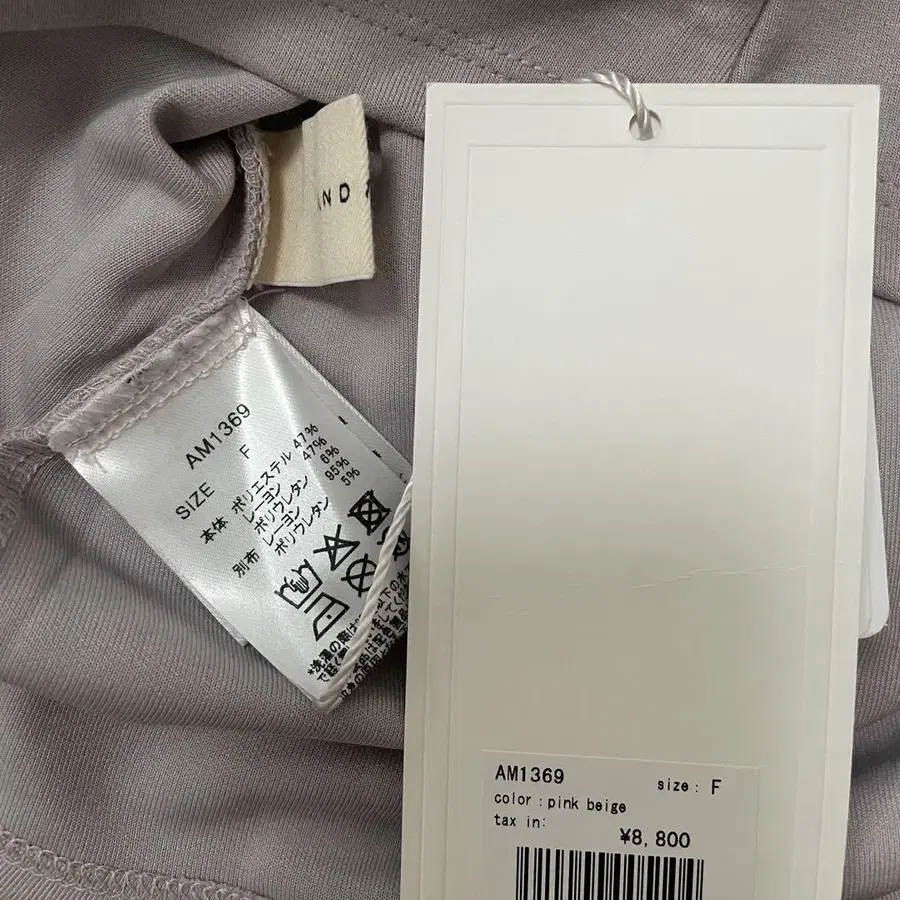 AND
AM1369
SIZE F
本体 ポリエステル 47%
レーヨン 47%
ポリウレタン 6%
別布 レーヨン 95%
ポリウレタン 5%
AM1369 size: F
color : pink beige
tax in:
¥8,800